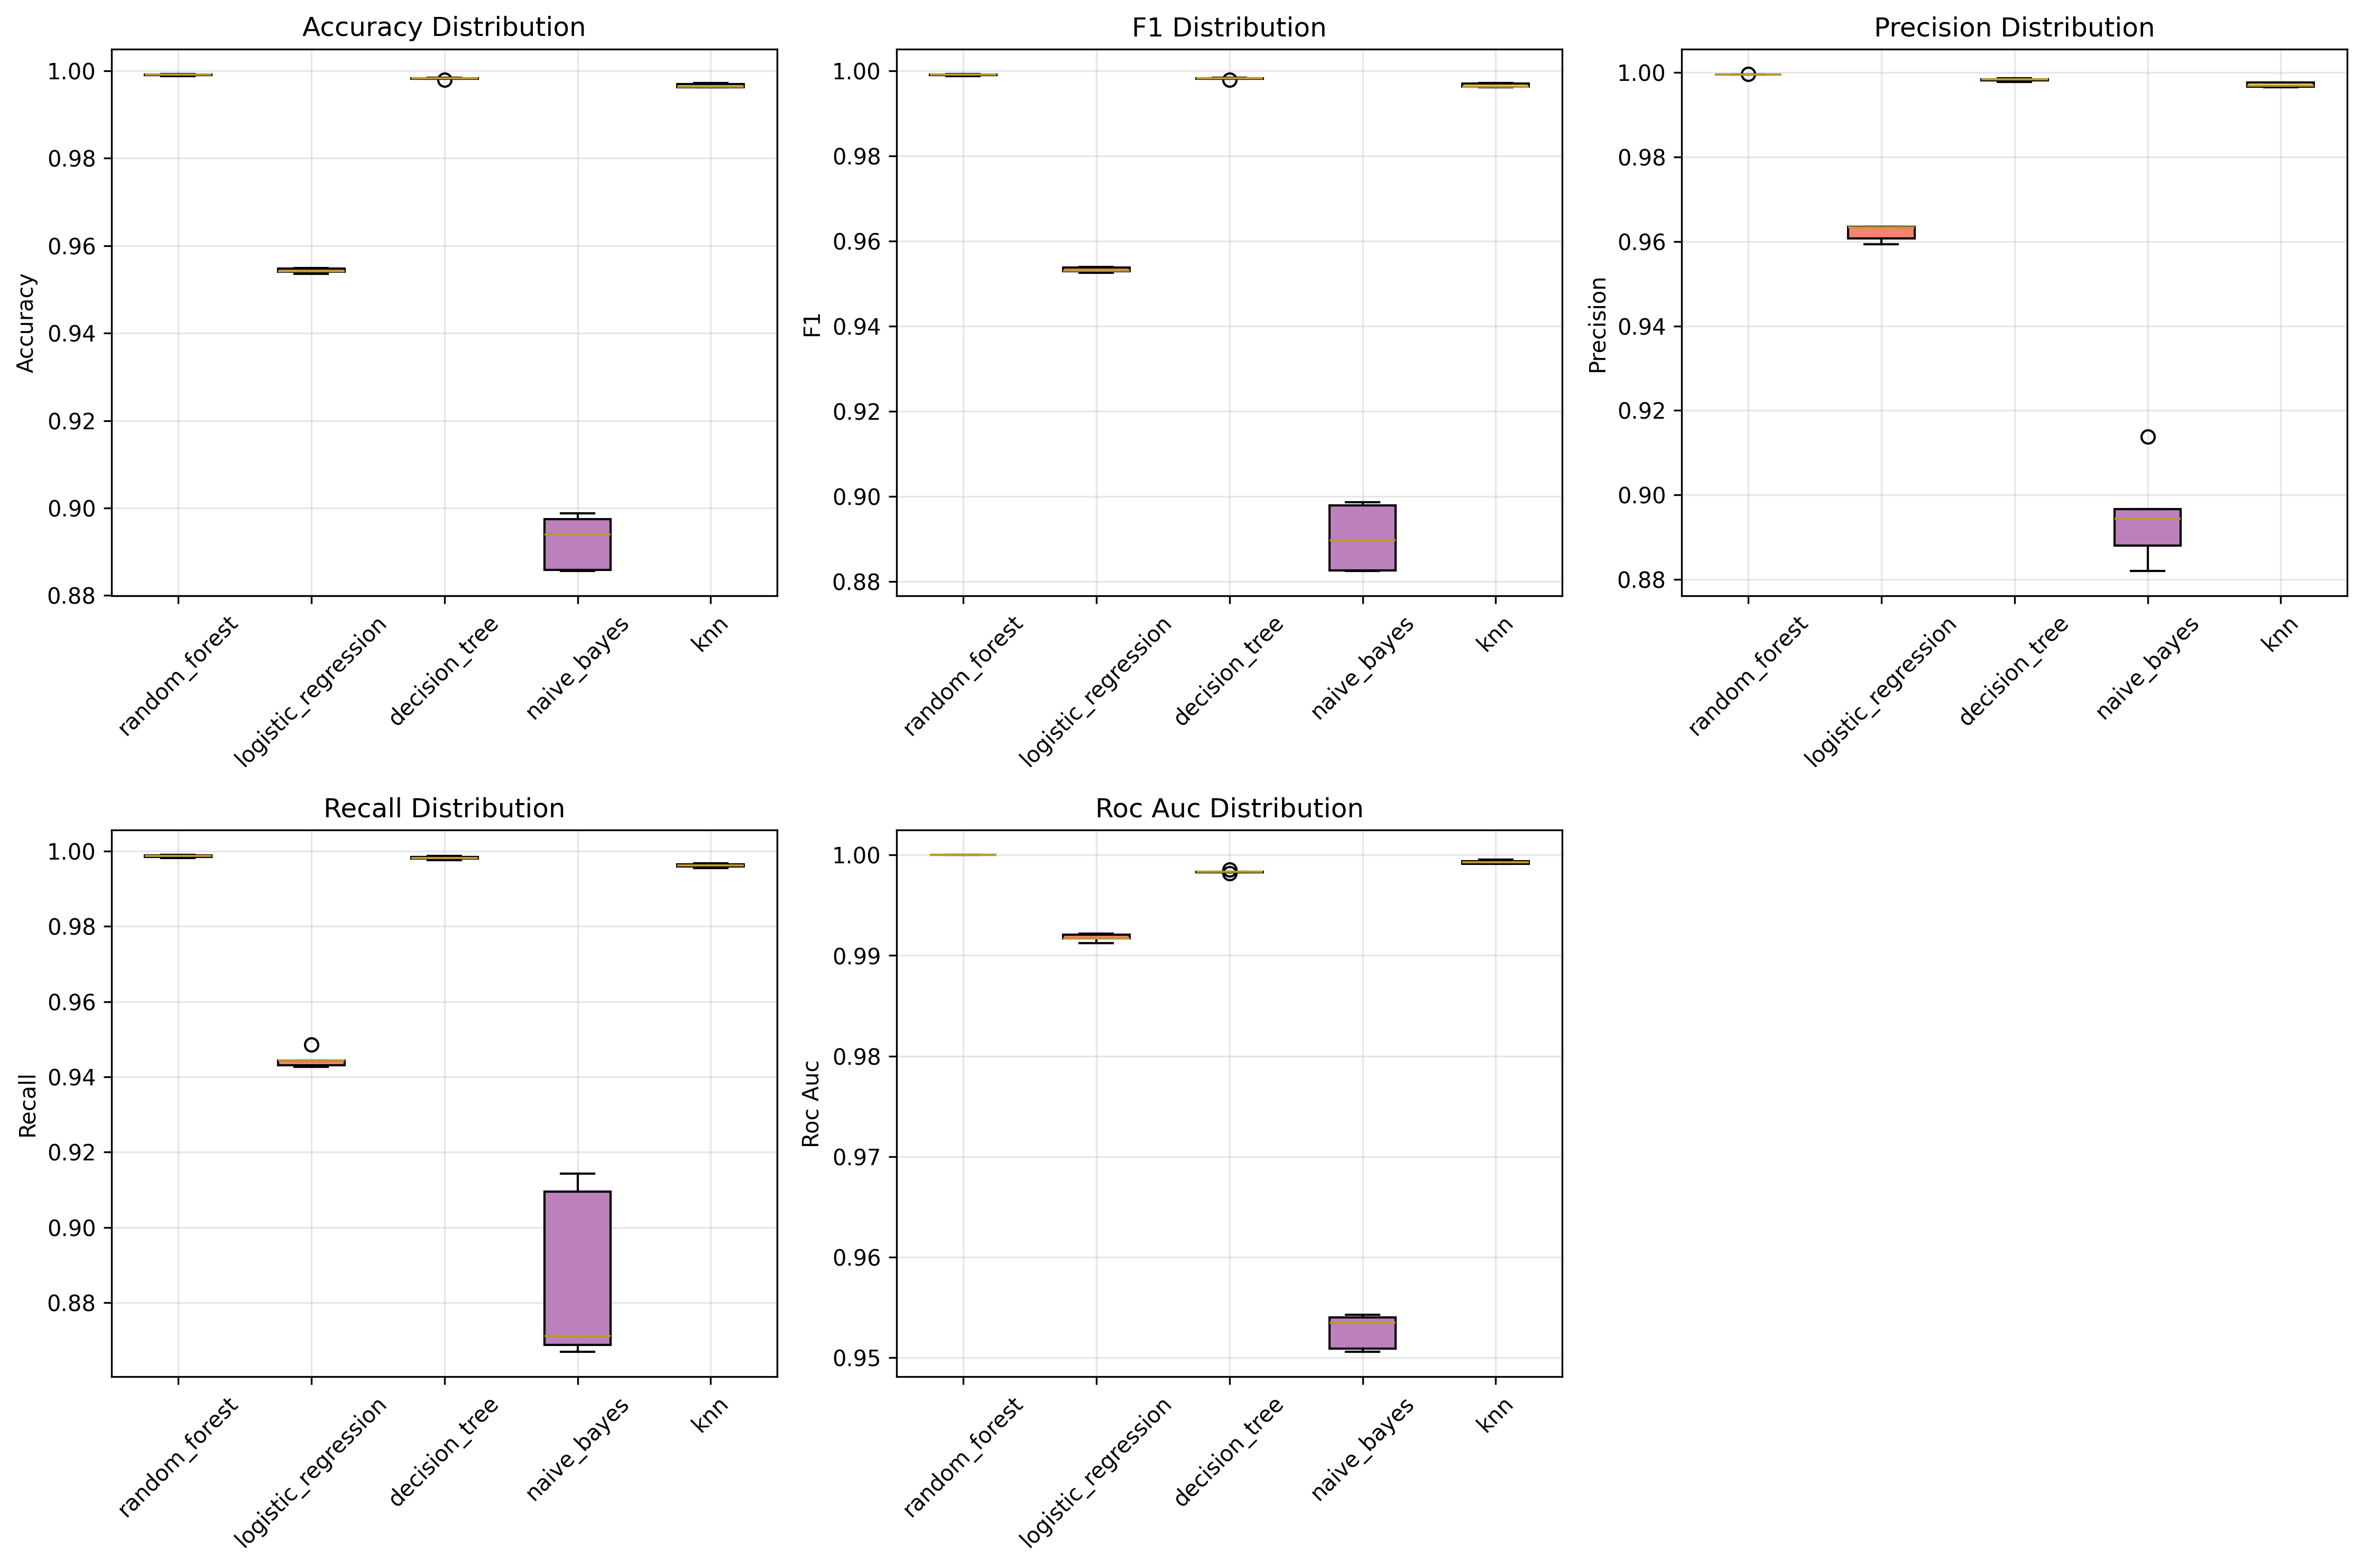 Accuracy Distribution
Accuracy
1.00
0.98
0.96
0.94
0.92
0.90
0.88
random_forest
logistic_regression
decision_tree
naive_bayes
knn
F1 Distribution
F1
1.00
0.98
0.96
0.94
0.92
0.90
0.88
random_forest
logistic_regression
decision_tree
naive_bayes
knn
Precision Distribution
Precision
1.00
0.98
0.96
0.94
0.92
0.90
0.88
random_forest
logistic_regression
decision_tree
naive_bayes
knn
Recall Distribution
Recall
1.00
0.98
0.96
0.94
0.92
0.90
0.88
random_forest
logistic_regression
decision_tree
naive_bayes
knn
Roc Auc Distribution
Roc Auc
1.00
0.99
0.98
0.97
0.96
0.95
random_forest
logistic_regression
decision_tree
naive_bayes
knn